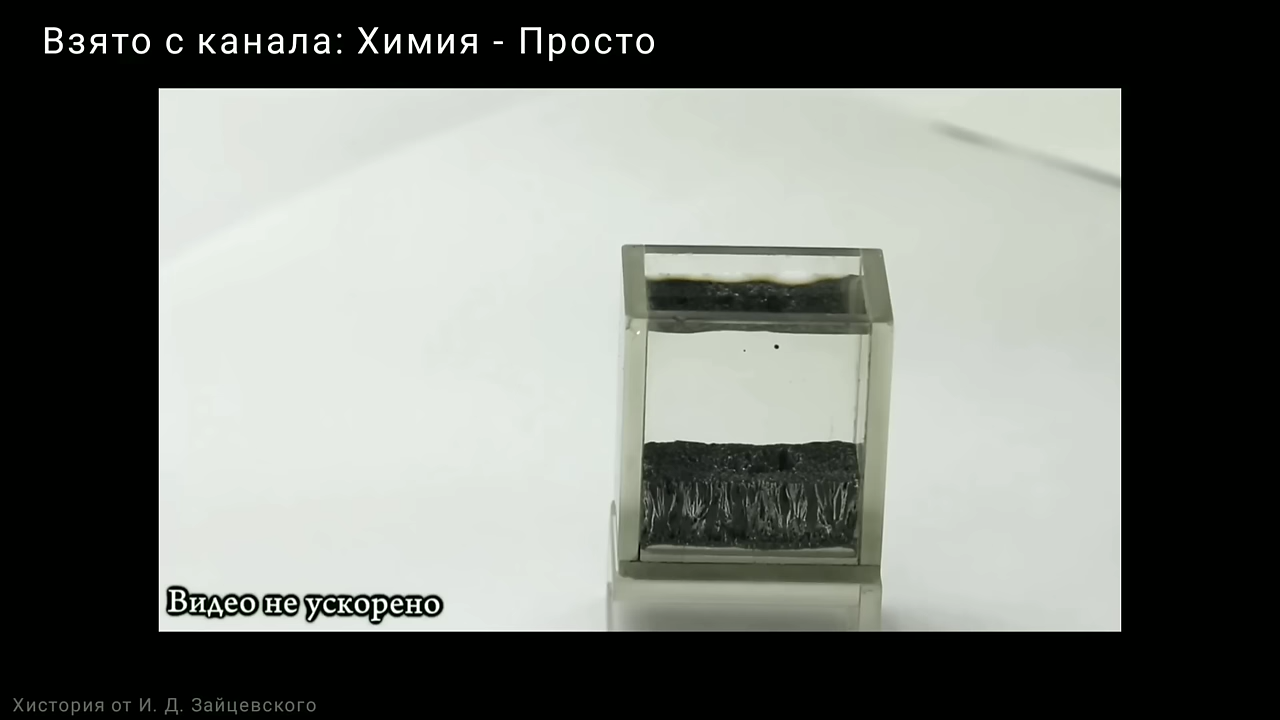 Взято с канала: Химия - Просто
Видео не ускорено
Хистория от И. Д. Зайцевского